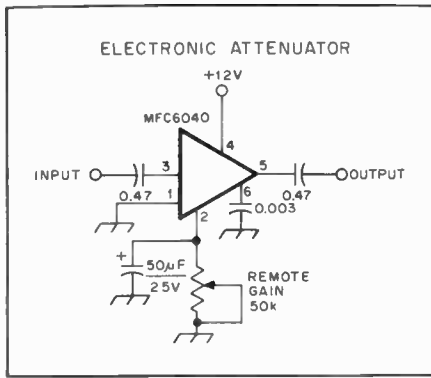 ELECTRONIC ATTENUATOR
+12V
MFC6040
4
INPUT
3
5
OUTPUT
0.47
1
6
0.47
2
0.003
+
50µF
25V
REMOTE
GAIN
50k